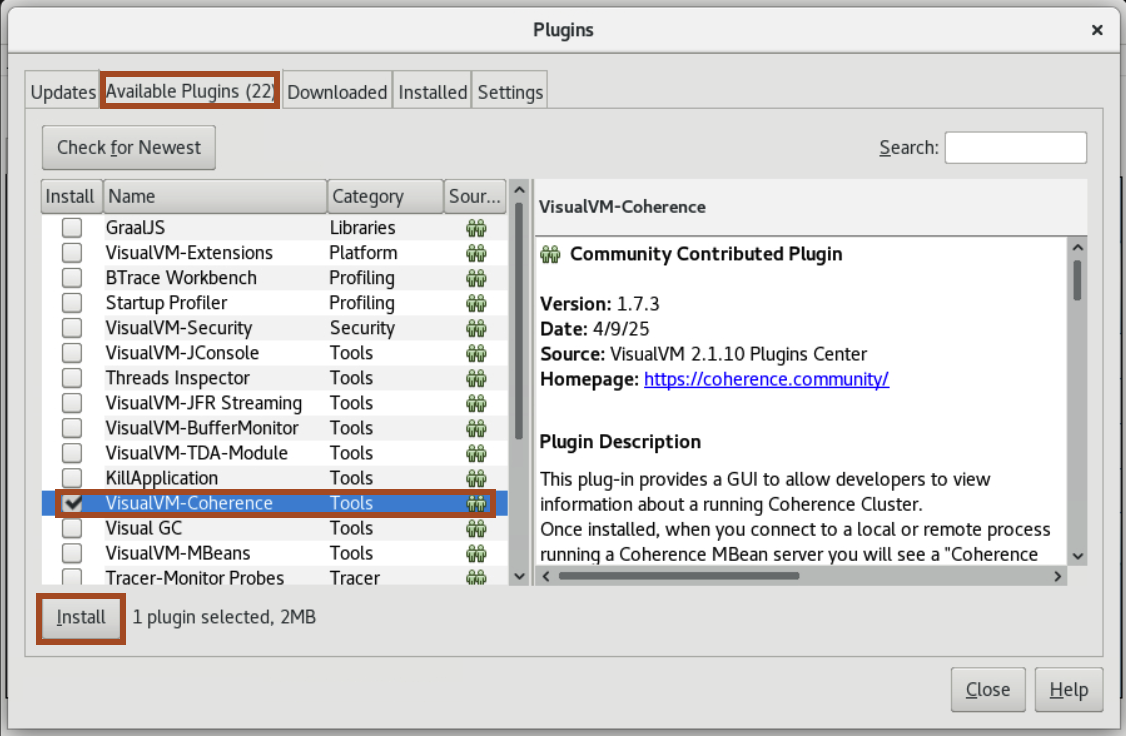 Plugins
Updates Available Plugins (22) Downloaded Installed Settings
Check for Newest Search:
Install Name Category Sour...
GraalJS Libraries
VisualVM-Extensions Platform
BTrace Workbench Profiling
Startup Profiler Profiling
VisualVM-Security Security
VisualVM-JConsole Tools
Threads Inspector Tools
VisualVM-JFR Streaming Tools
VisualVM-BufferMonitor Tools
VisualVM-TDA-Module Tools
KillApplication Tools
VisualVM-Coherence Tools
Visual GC Tools
VisualVM-MBeans Tools
Tracer-Monitor Probes Tracer
VisualVM-Coherence
Community Contributed Plugin
Version: 1.7.3
Date: 4/9/25
Source: VisualVM 2.1.10 Plugins Center
Homepage: https://coherence.community/
Plugin Description
This plug-in provides a GUI to allow developers to view
information about a running Coherence Cluster.
Once installed, when you connect to a local or remote process
running a Coherence MBean server you will see a "Coherence
Install 1 plugin selected, 2MB
Close Help